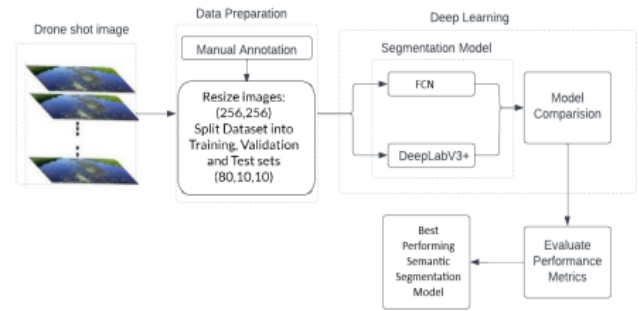 Drone shot image
Data Preparation
Manual Annotation
Resize images:
(256,256)
Split Dataset into
Training, Validation
and Test sets
(80,10,10)
Deep Learning
Segmentation Model
FCN
DeepLabV3+
Model
Comparision
Evaluate
Performance
Metrics
Best
Performing
Semantic
Segmentation
Model